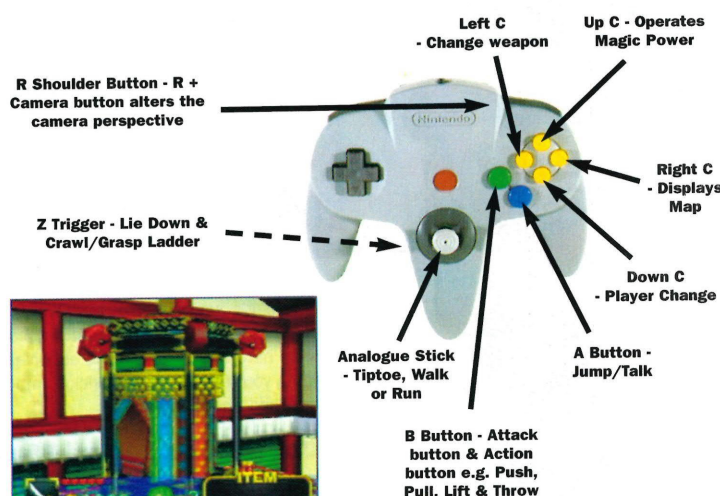 Left C
- Change weapon
Up C - Operates
Magic Power
R Shoulder Button - R +
Camera button alters the
camera perspective
Nintendo
Right C
- Displays
Map
Z Trigger - Lie Down &
Crawl/Grasp Ladder
Down C
- Player Change
Analogue Stick
- Tiptoe, Walk
or Run
A Button -
Jump/Talk
B Button - Attack
button & Action
button e.g. Push,
Pull, Lift & Throw
ITEM